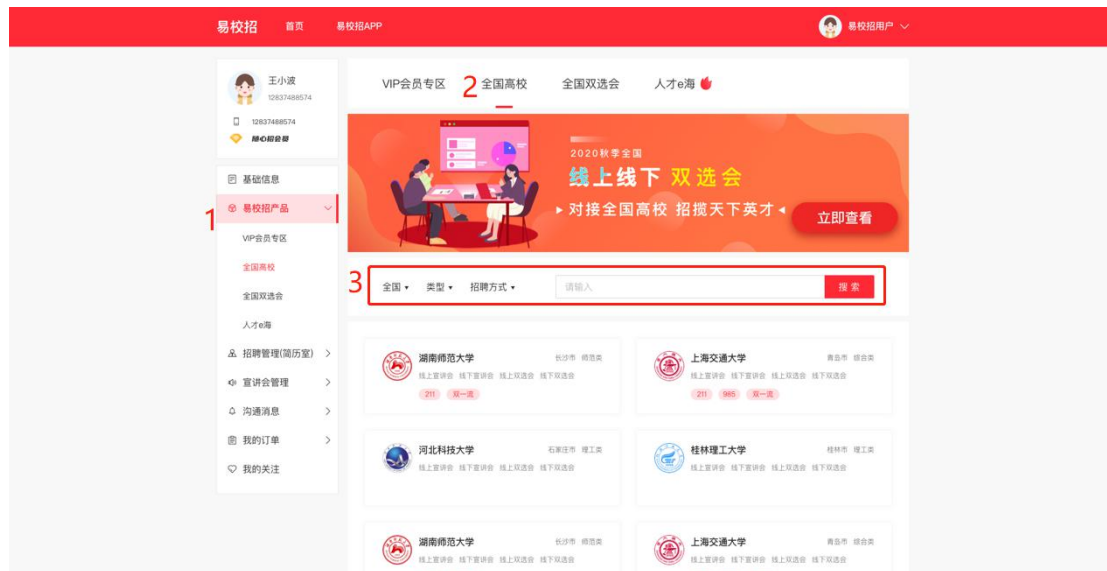 易校招 首页 易校招APP 易校招用户
王小波
12837488574
12837488574
随心招会员
基础信息
1 易校招产品
VIP会员专区
全国高校
全国双选会
人才e海
招聘管理(简历室)
宣讲会管理
沟通消息
我的订单
我的关注
VIP会员专区 2 全国高校 全国双选会 人才e海
2020秋季全国
线上线下 双选会
对接全国高校 招揽天下英才
立即查看
3 全国 类型 招聘方式 请输入 搜索
湖南师范大学 长沙市 师范类
线上宣讲会 线下宣讲会 线上双选会 线下双选会
211 双一流
上海交通大学 青岛市 综合类
线上宣讲会 线下宣讲会 线上双选会 线下双选会
211 985 双一流
河北科技大学 石家庄市 理工类
线上宣讲会 线下宣讲会 线上双选会 线下双选会
桂林理工大学 桂林市 理工类
线上宣讲会 线下宣讲会 线上双选会 线下双选会
湖南师范大学 长沙市 师范类
线上宣讲会 线下宣讲会 线上双选会 线下双选会
上海交通大学 青岛市 综合类
线上宣讲会 线下宣讲会 线上双选会 线下双选会